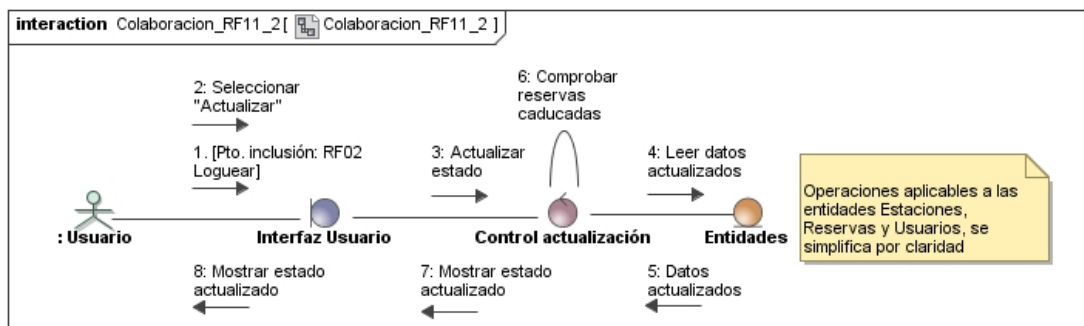 interaction Colaboracion_RF11_2[ Colaboracion_RF11_2 ]
2: Seleccionar
"Actualizar"
1. [Pto. inclusión: RF02
Loguear]
3: Actualizar
estado
6: Comprobar
reservas
caducadas
4: Leer datos
actualizados
Operaciones aplicables a las
entidades Estaciones,
Reservas y Usuarios, se
simplifica por claridad
: Usuario
Interfaz Usuario
Control actualización
Entidades
8: Mostrar estado
actualizado
7: Mostrar estado
actualizado
5: Datos
actualizados